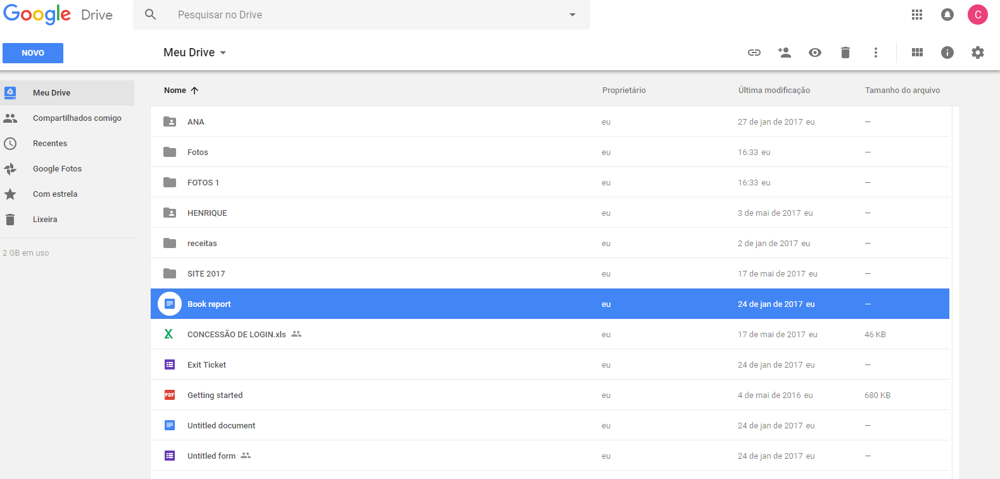 Google Drive
Pesquisar no Drive
C
NOVO
Meu Drive
Meu Drive
Compartilhados comigo
Recentes
Google Fotos
Com estrela
Lixeira
2 GB em uso
Nome Proprietário Última modificação Tamanho do arquivo
ANA eu 27 de jan de 2017 eu —
Fotos eu 16:33 eu —
FOTOS 1 eu 16:33 eu —
HENRIQUE eu 3 de mai de 2017 eu —
receitas eu 2 de jan de 2017 eu —
SITE 2017 eu 17 de mai de 2017 eu —
Book report eu 24 de jan de 2017 eu —
X CONCESSÃO DE LOGIN.xls eu 17 de mai de 2017 eu 46 KB
Exit Ticket eu 24 de jan de 2017 eu —
PDF Getting started eu 4 de mai de 2016 eu 680 KB
Untitled document eu 24 de jan de 2017 eu —
Untitled form eu 24 de jan de 2017 eu —